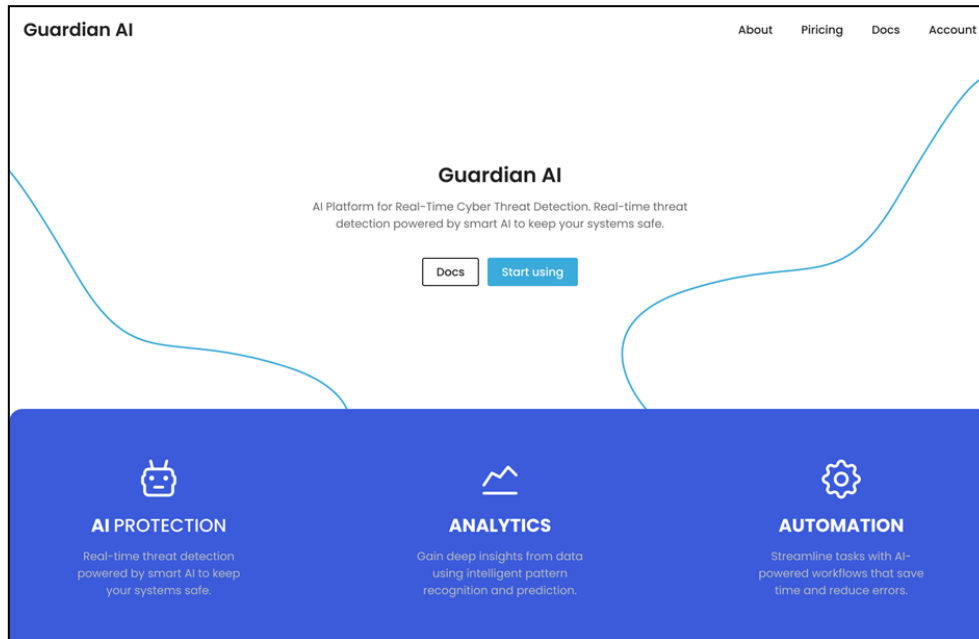 Guardian AI
About Piricing Docs Account
Guardian AI
AI Platform for Real-Time Cyber Threat Detection. Real-time threat
detection powered by smart AI to keep your systems safe.
Docs Start using
AI PROTECTION
Real-time threat detection
powered by smart AI to keep
your systems safe.
ANALYTICS
Gain deep insights from data
using intelligent pattern
recognition and prediction.
AUTOMATION
Streamline tasks with AI-
powered workflows that save
time and reduce errors.